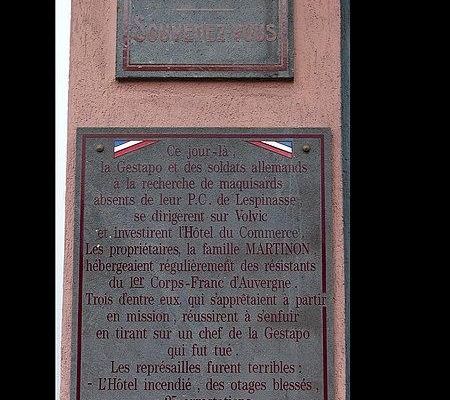 SOUVENEZ-VOUS
Ce jour-là,
la Gestapo et des soldats allemands
à la recherche de maquisards
absents de leur P.C. de Lespinasse,
se dirigèrent sur Volvic
et investirent l'Hôtel du Commerce.
Les propriétaires, la famille MARTINON,
hébergeaient régulièrement des résistants
du 1er Corps-Franc d'Auvergne.
Trois d'entre eux, qui s'apprêtaient à partir
en mission, réussirent à s'enfuir
en tirant sur un chef de la Gestapo
qui fut tué.
Les représailles furent terribles :
- L'Hôtel incendié, des otages blessés,